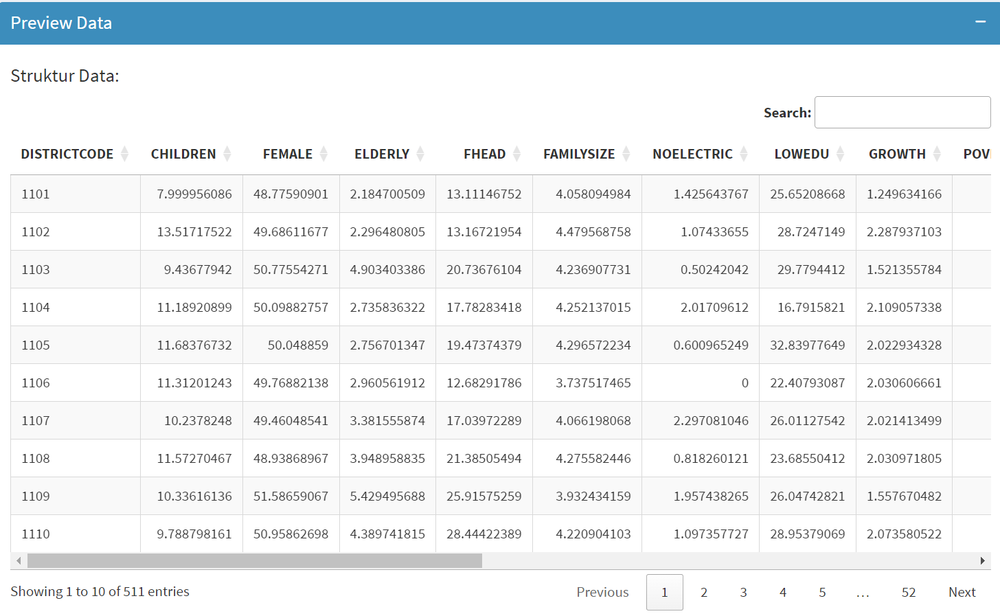 Preview Data
Struktur Data:
Search:
DISTRICTCODE CHILDREN FEMALE ELDERLY FHEAD FAMILYSIZE NOELECTRIC LOWEDU GROWTH POV
1101 7.999956086 48.77590901 2.184700509 13.11146752 4.058094984 1.425643767 25.65208668 1.249634166
1102 13.51717522 49.68611677 2.296480805 13.16721954 4.479568758 1.07433655 28.7247149 2.287937103
1103 9.43677942 50.77554271 4.903403386 20.73676104 4.236907731 0.50242042 29.7794412 1.521355784
1104 11.18920899 50.09882757 2.735836322 17.78283418 4.252137015 2.01709612 16.7915821 2.109057338
1105 11.68376732 50.048859 2.756701347 19.47374379 4.296572234 0.600965249 32.83977649 2.022934328
1106 11.31201243 49.76882138 2.960561912 12.68291786 3.737517465 0 22.40793087 2.030606661
1107 10.2378248 49.46048541 3.381555874 17.03972289 4.066198068 2.297081046 26.01127542 2.021413499
1108 11.57270467 48.93868967 3.948958835 21.38505494 4.275582446 0.818260121 23.68550412 2.030971805
1109 10.33616136 51.58659067 5.429495688 25.91575259 3.932434159 1.957438265 26.04742821 1.557670482
1110 9.788798161 50.95862698 4.389741815 28.44422389 4.220904103 1.097357727 28.95379069 2.073580522
Showing 1 to 10 of 511 entries Previous 1 2 3 4 5 … 52 Next